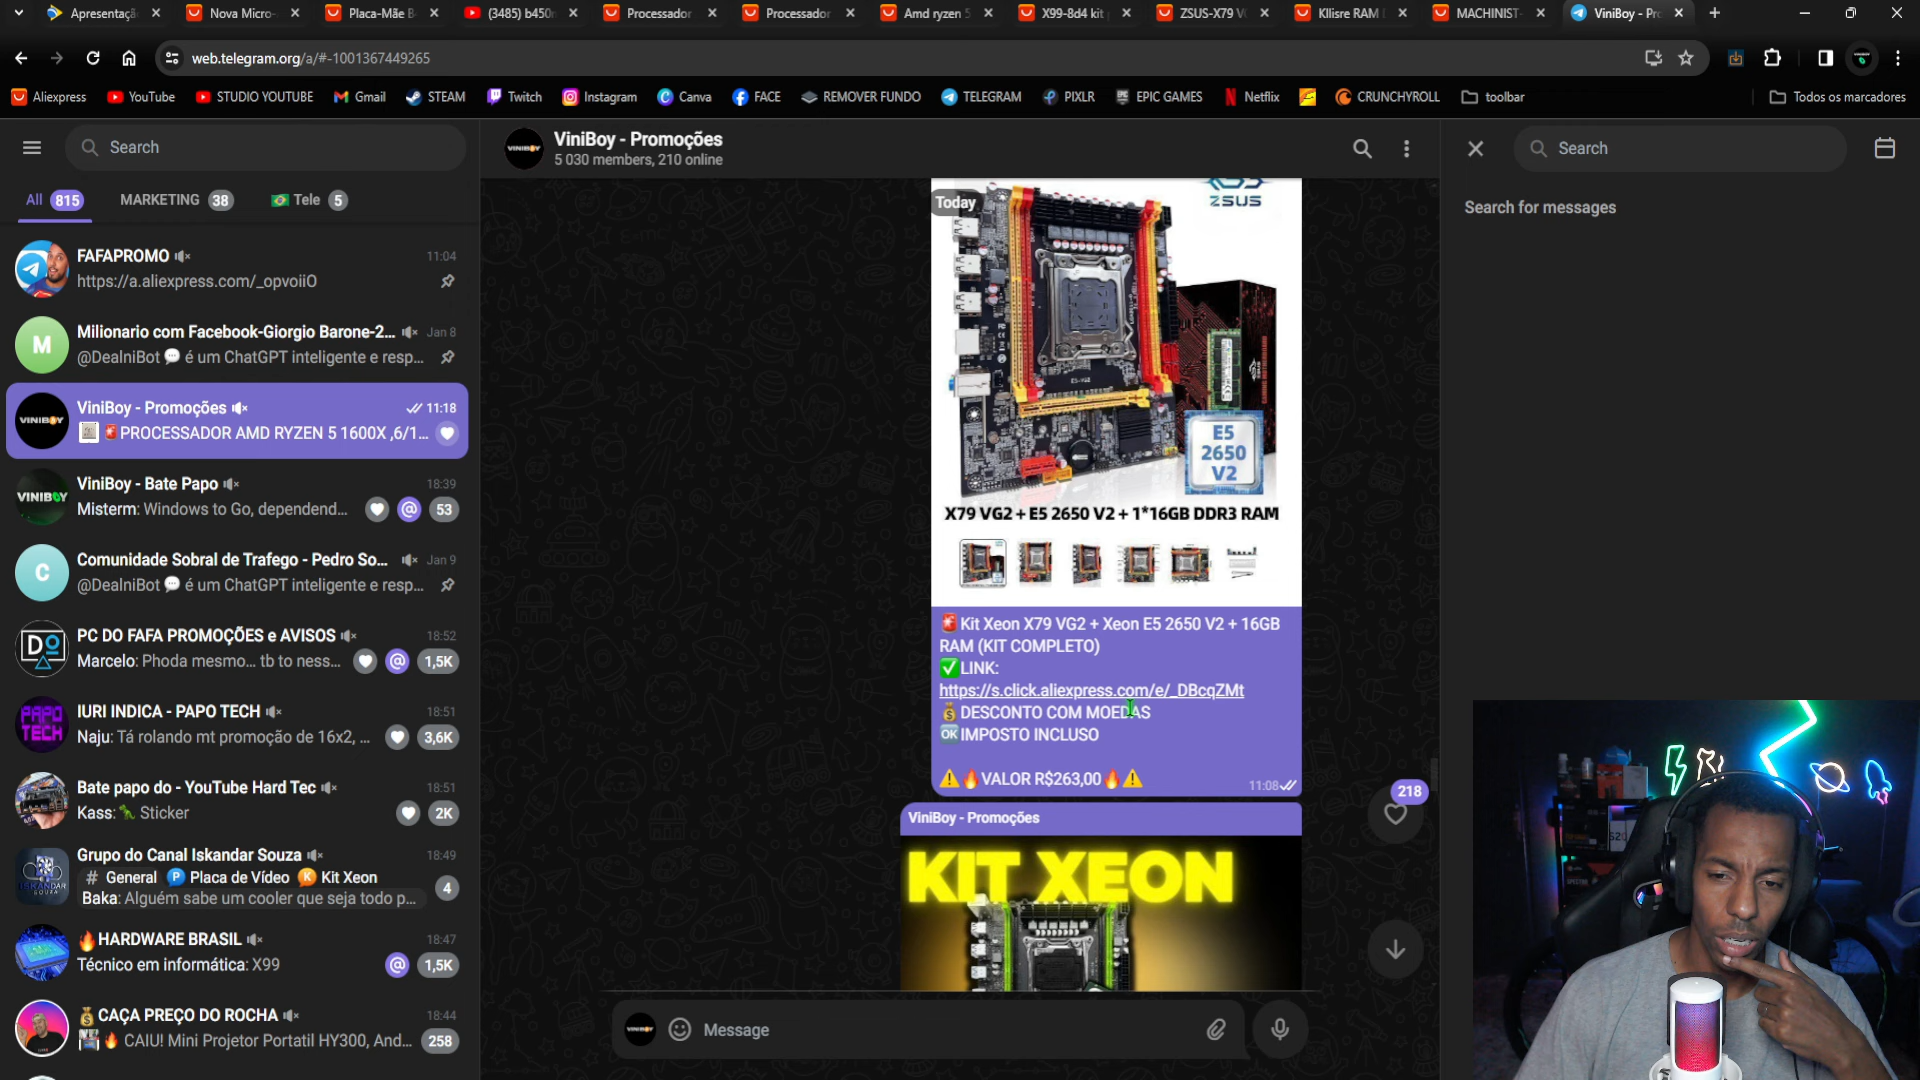 Apresentaçã
Nova Micro-
Placa-Mãe B
(3485) b450
Processador
Processador
Amd ryzen 5
X99-8d4 kit
ZSUS-X79 V
Kllisre RAM
MACHINIST
ViniBoy - Pro
web.telegram.org/a/#-1001367449265
Aliexpress
YouTube
STUDIO YOUTUBE
Gmail
STEAM
Twitch
Instagram
Canva
FACE
REMOVER FUNDO
TELEGRAM
PIXLR
EPIC GAMES
Netflix
CRUNCHYROLL
toolbar
Todos os marcadores
Search
All 815
MARKETING 38
Tele 5
FAFAPROMO 11:04
https://a.aliexpress.com/_opvoiiO
M
Milionario com Facebook-Giorgio Barone-2... Jan 8
@DealniBot é um ChatGPT inteligente e resp...
VINIBOY
ViniBoy - Promoções 11:18
PROCESSADOR AMD RYZEN 5 1600X ,6/1...
VINIBOY
ViniBoy - Bate Papo 18:39
Misterm: Windows to Go, dependend... @ 53
C
Comunidade Sobral de Trafego - Pedro So... Jan 9
@DealniBot é um ChatGPT inteligente e resp...
PC DO FAFA PROMOÇÕES e AVISOS 18:52
Marcelo: Phoda mesmo... tb to ness... @ 1,5K
PAPO TECH
IURI INDICA - PAPO TECH 18:51
Naju: Tá rolando mt promoção de 16x2, ... 3,6K
Bate papo do - YouTube Hard Tec 18:51
Kass: Sticker 2K
Grupo do Canal Iskandar Souza 18:49
# General P Placa de Vídeo K Kit Xeon
Baka: Alguém sabe um cooler que seja todo p... 4
HARDWARE BRASIL 18:47
Técnico em informática: X99 @ 1,5K
CAÇA PREÇO DO ROCHA 18:44
CAIU! Mini Projetor Portatil HY300, And... 258
VINIBOY
ViniBoy - Promoções
5 030 members, 210 online
Today
ZSUS
E5
2650
V2
X79 VG2 + E5 2650 V2 + 1*16GB DDR3 RAM
Kit Xeon X79 VG2 + Xeon E5 2650 V2 + 16GB
RAM (KIT COMPLETO)
LINK:
https://s.click.aliexpress.com/e/_DBcqZMt
DESCONTO COM MOEDAS
OK IMPOSTO INCLUSO
VALOR R$263,00
11:08
ViniBoy - Promoções
KIT XEON
218
Message
Search
Search for messages